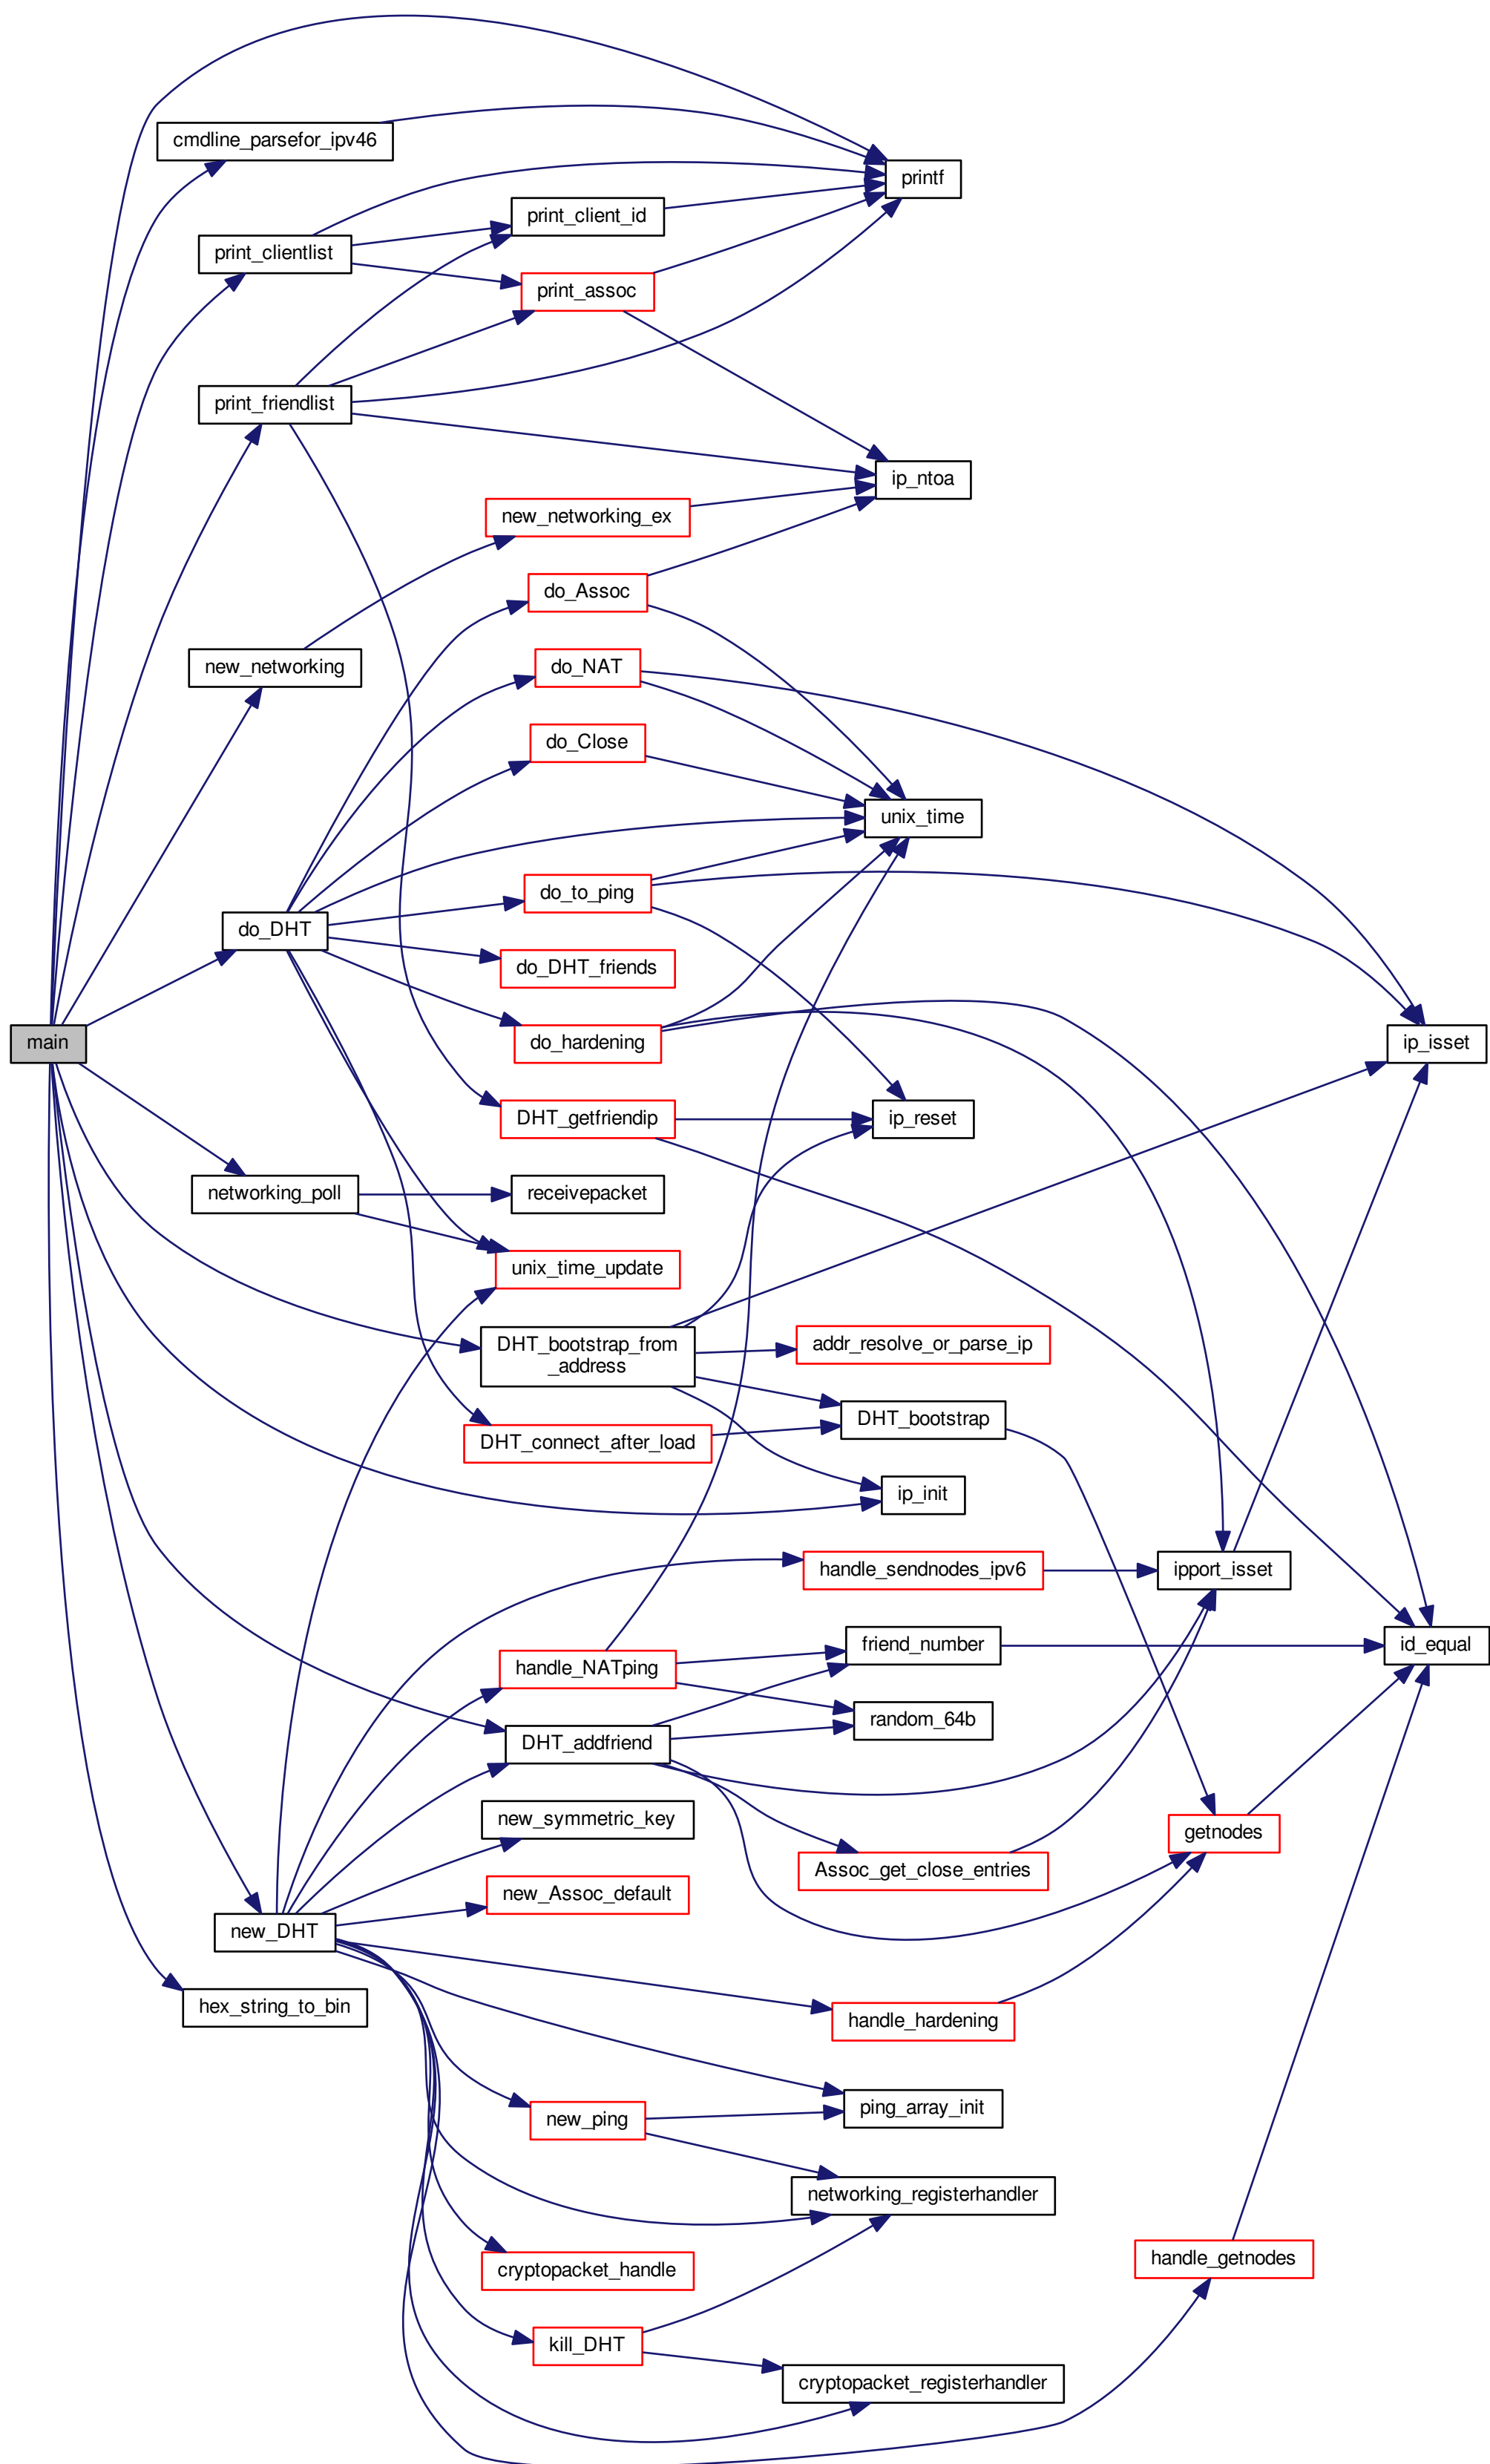 cmdline_parsefor_ipv46
printf
print_client_id
print_clientlist
print_assoc
print_friendlist
ip_ntoa
new_networking_ex
do_Assoc
new_networking
do_NAT
do_Close
unix_time
do_to_ping
do_DHT
do_DHT_friends
main
do_hardening
ip_isset
DHT_getfriendip
ip_reset
networking_poll
receivepacket
unix_time_update
DHT_bootstrap_from
_address
addr_resolve_or_parse_ip
DHT_bootstrap
DHT_connect_after_load
ip_init
handle_sendnodes_ipv6
ipport_isset
handle_NATping
friend_number
id_equal
random_64b
DHT_addfriend
new_symmetric_key
getnodes
Assoc_get_close_entries
new_Assoc_default
new_DHT
hex_string_to_bin
handle_hardening
ping_array_init
new_ping
networking_registerhandler
handle_getnodes
cryptopacket_handle
kill_DHT
cryptopacket_registerhandler